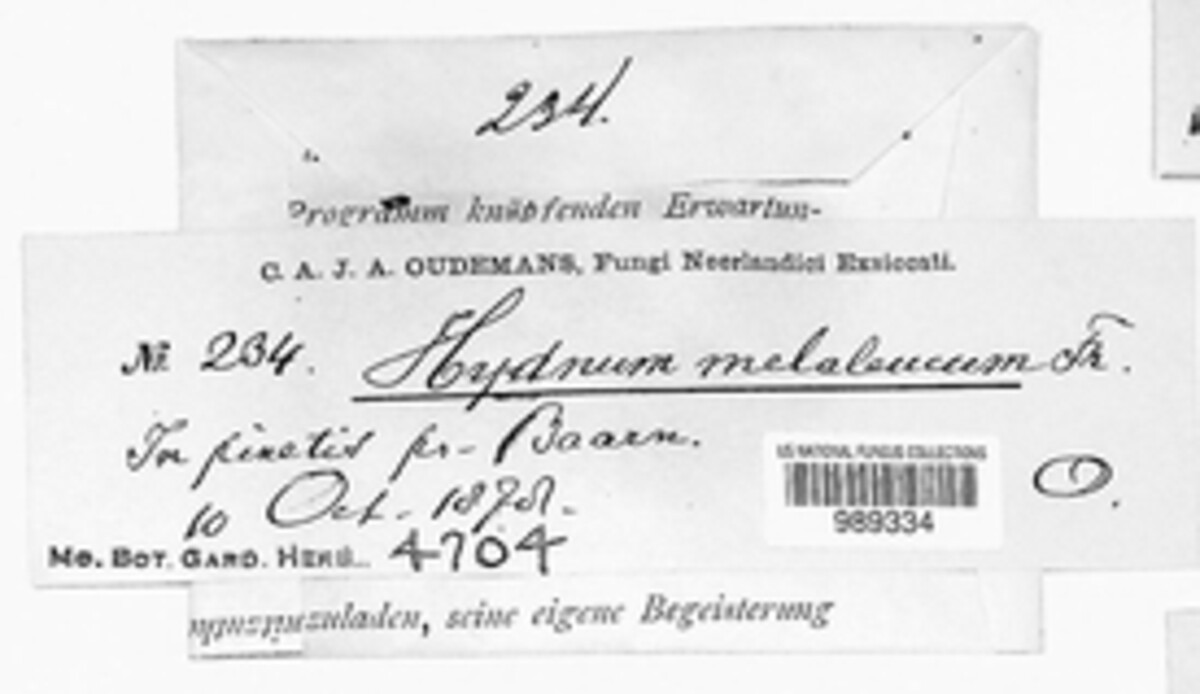 234.
Programm knüpfenden Erwartun-
C. A. J. A. OUDEMANS, Fungi Neerlandici Exsiccati.
№ 234. Hydnum melaleucum Fr.
In pinetis pr. Baarn.
10 Oct. 1878.
O.
US NATIONAL FUNGUS COLLECTIONS
989334
MO. BOT. GARD. HERB. 4704
zuladen, seine eigene Begeisterung